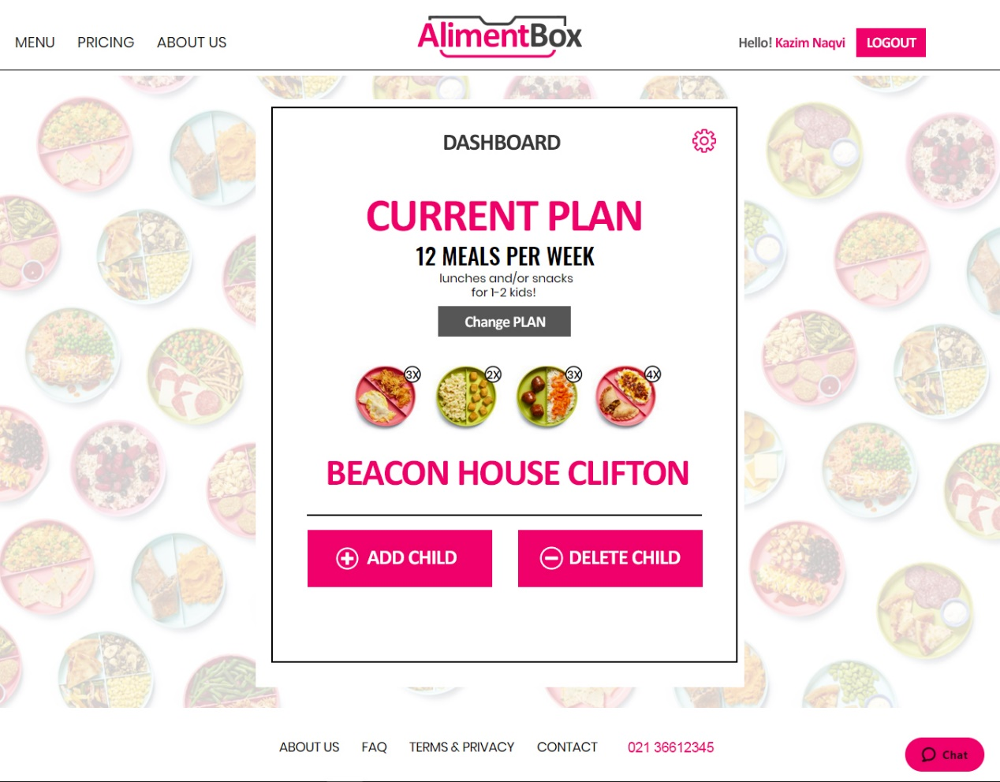 MENU PRICING ABOUT US
AlimentBox
Hello! Kazim Naqvi LOGOUT
DASHBOARD
CURRENT PLAN
12 MEALS PER WEEK
lunches and/or snacks
for 1-2 kids!
Change PLAN
3X 2X 3X 4X
BEACON HOUSE CLIFTON
ADD CHILD DELETE CHILD
ABOUT US FAQ TERMS & PRIVACY CONTACT 021 36612345
Chat